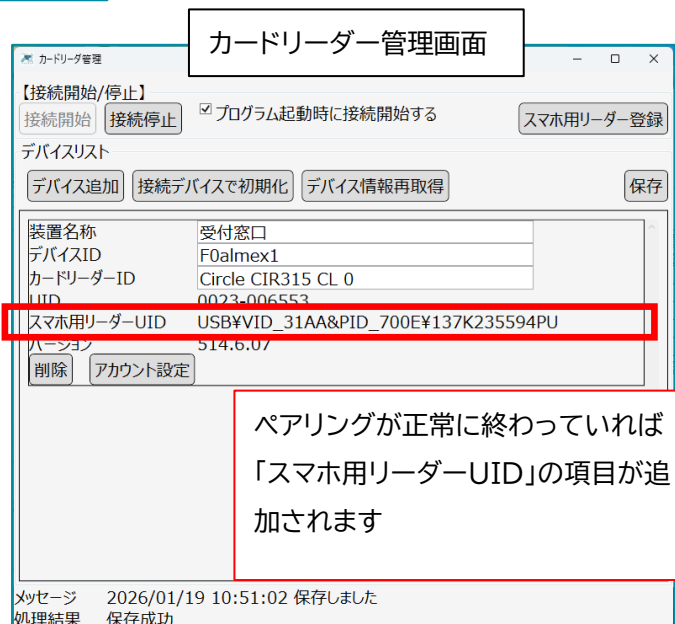 カードリーダー管理画面
カードリーダ管理
【接続開始/停止】
接続開始 接続停止 プログラム起動時に接続開始する スマホ用リーダー登録
デバイスリスト
デバイス追加 接続デバイスで初期化 デバイス情報再取得 保存
装置名称 受付窓口
デバイスID F0almex1
カードリーダーID Circle CIR315 CL 0
UID 0023-006553
スマホ用リーダーUID USB¥VID_31AA&PID_700E¥137K235594PU
バージョン 514.6.07
削除 アカウント設定
ペアリングが正常に終わっていれば
「スマホ用リーダーUID」の項目が追
加されます
メッセージ 2026/01/19 10:51:02 保存しました
処理結果 保存成功